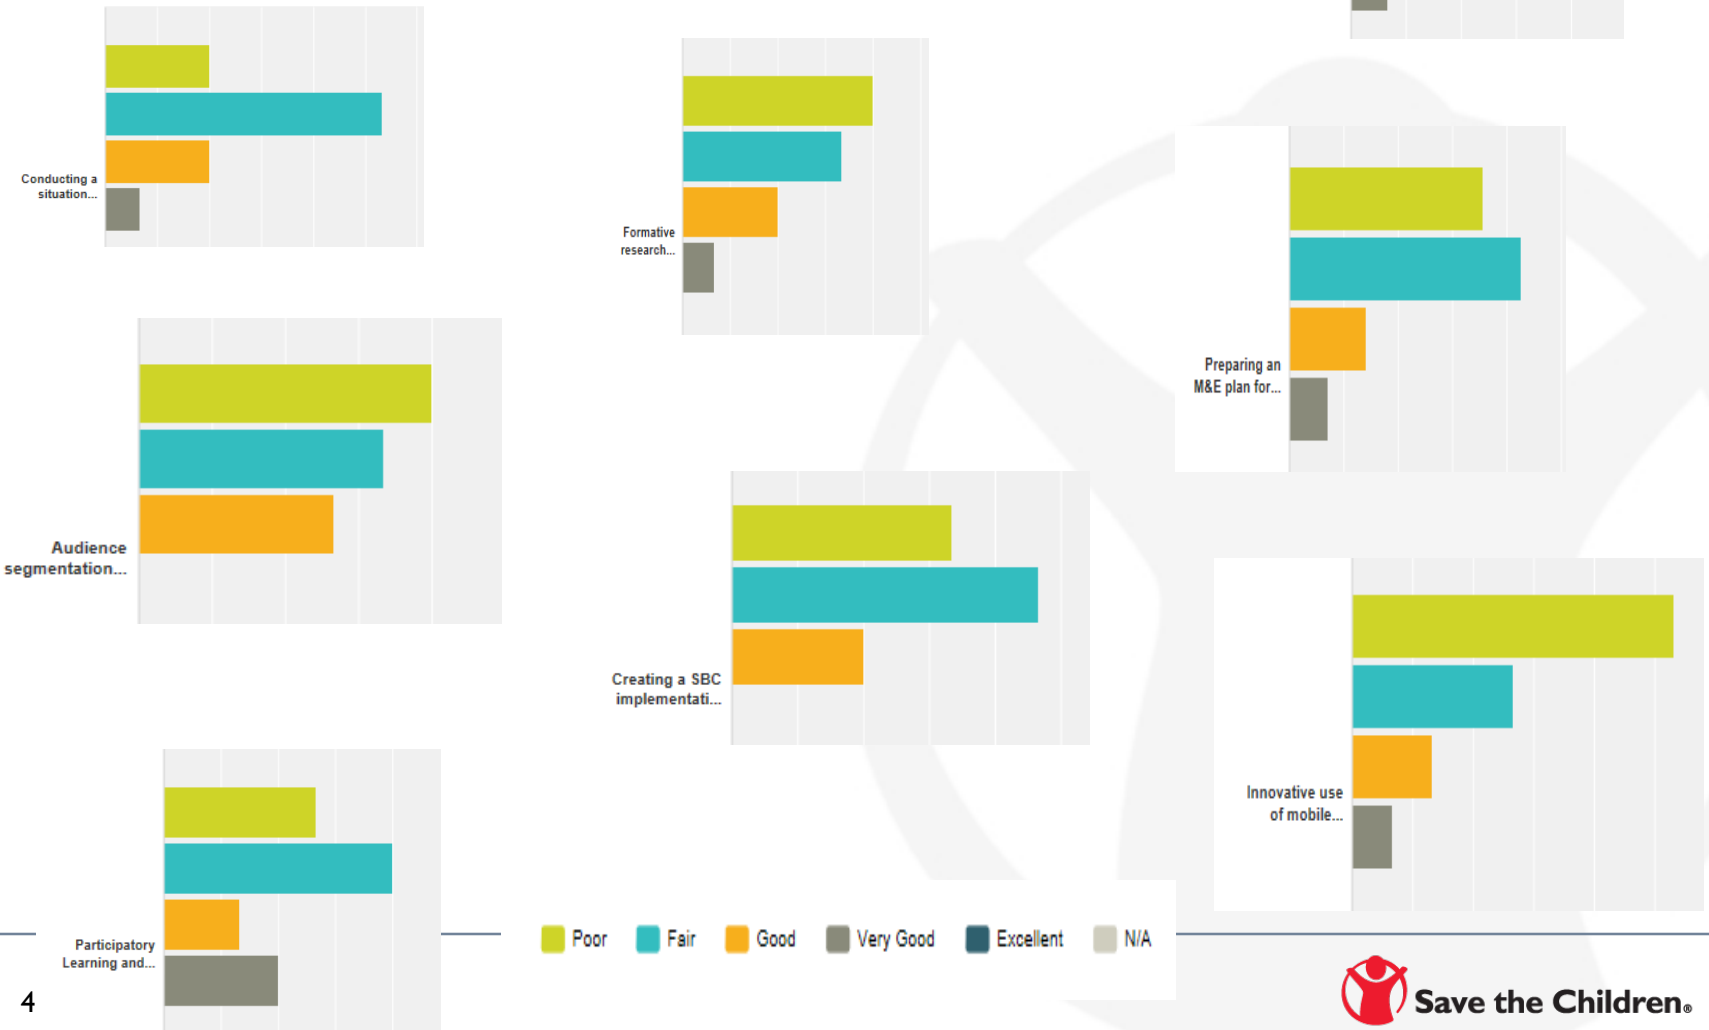 Conducting a
situation...
Formative
research...
Preparing an
M&E plan for...
Audience
segmentation...
Creating a SBC
implementati...
Innovative use
of mobile...
Participatory
Learning and...
Poor Fair Good Very Good Excellent N/A
4
Save the Children®